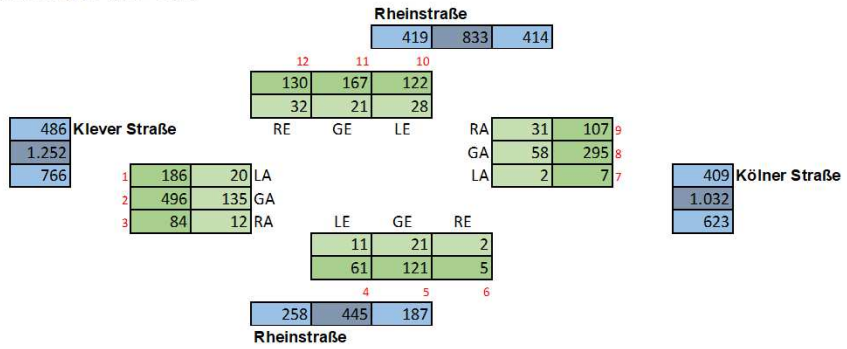 Rheinstraße
419 833 414
12 11 10
130 167 122
32 21 28
RE GE LE
486 Klever Straße
1.252
766
RA 31 107 9
GA 58 295 8
LA 2 7 7
1 186 20 LA
2 496 135 GA
3 84 12 RA
409 Kölner Straße
1.032
623
LE GE RE
11 21 2
61 121 5
4 5 6
258 445 187
Rheinstraße